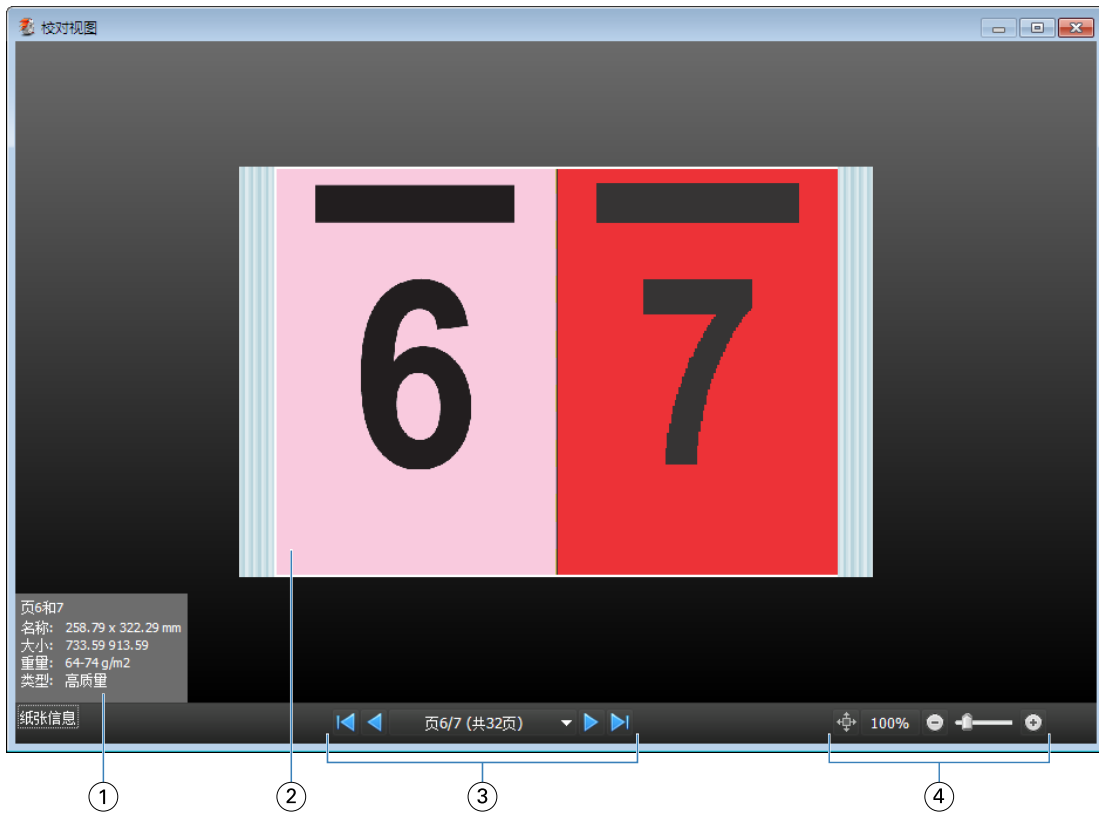 校对视图
6
7
页6和7
名称: 258.79 x 322.29 mm
大小: 733.59 913.59
重量: 64-74 g/m2
类型: 高质量
纸张信息
页6/7 (共32页)
100%
1
2
3
4